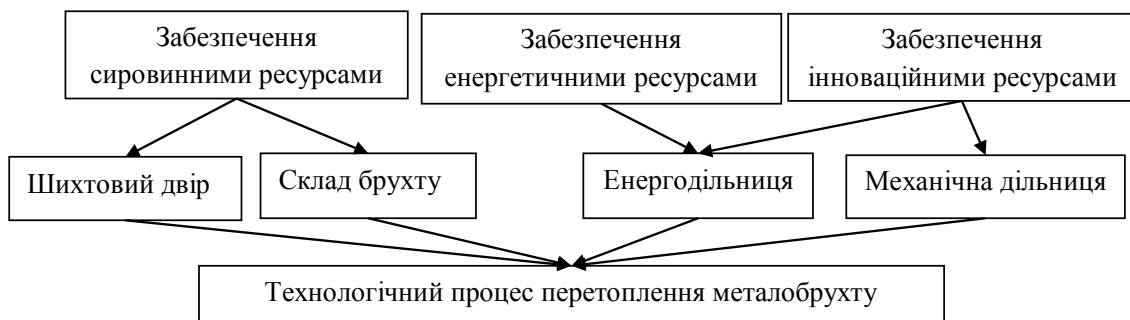 Забезпечення
сировинними ресурсами
Забезпечення
енергетичними ресурсами
Забезпечення
інноваційними ресурсами
Шихтовий двір
Склад брухту
Енергодільниця
Механічна дільниця
Технологічний процес перетоплення металобрухту